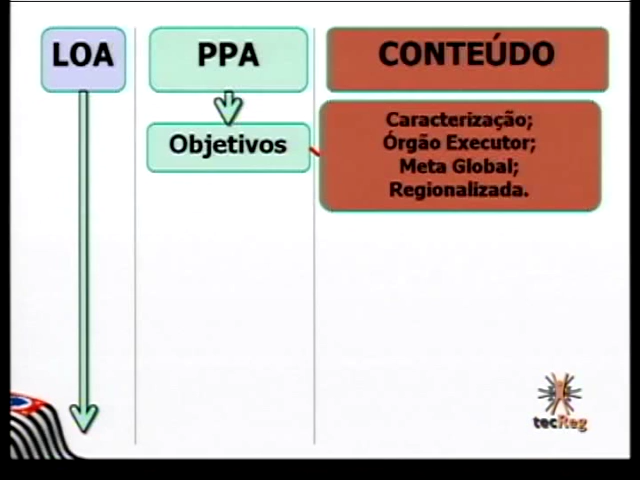 LOA
PPA
CONTEÚDO
Objetivos
Caracterização;
Órgão Executor;
Meta Global;
Regionalizada.
tecReg